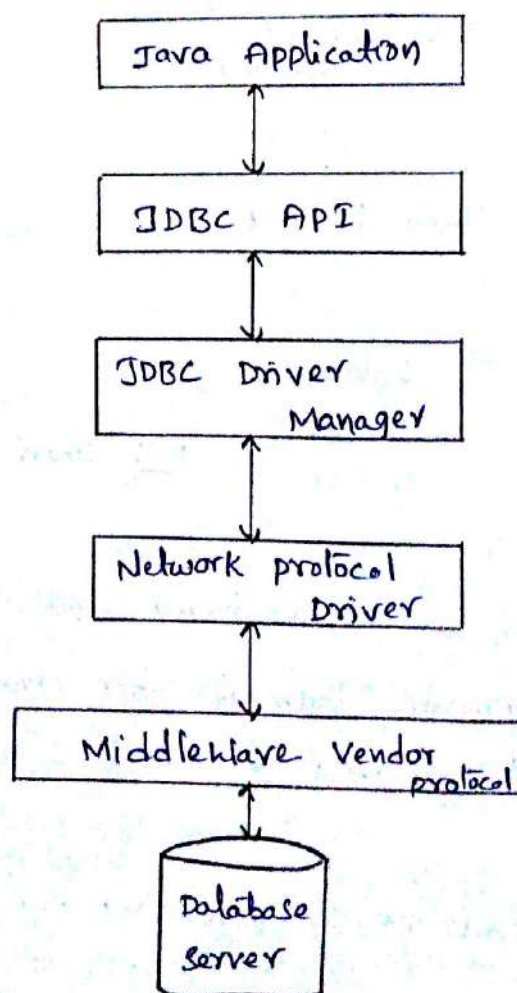 Java Application
JDBC API
JDBC Driver
Manager
Network protocol
Driver
Middleware Vendor
protocol
Database
Server